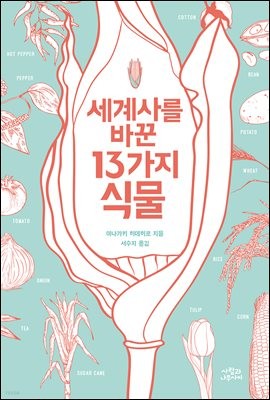 COTTON
HOT PEPPER
PEPPER
BEAN
세계사를
바꾼
13가지
식물
이나가키 히데히로 지음
서수지 옮김
POTATO
WHEAT
TOMATO
RICE
ONION
CORN
TEA
SUGAR CANE
TULIP
사람과
나무사이